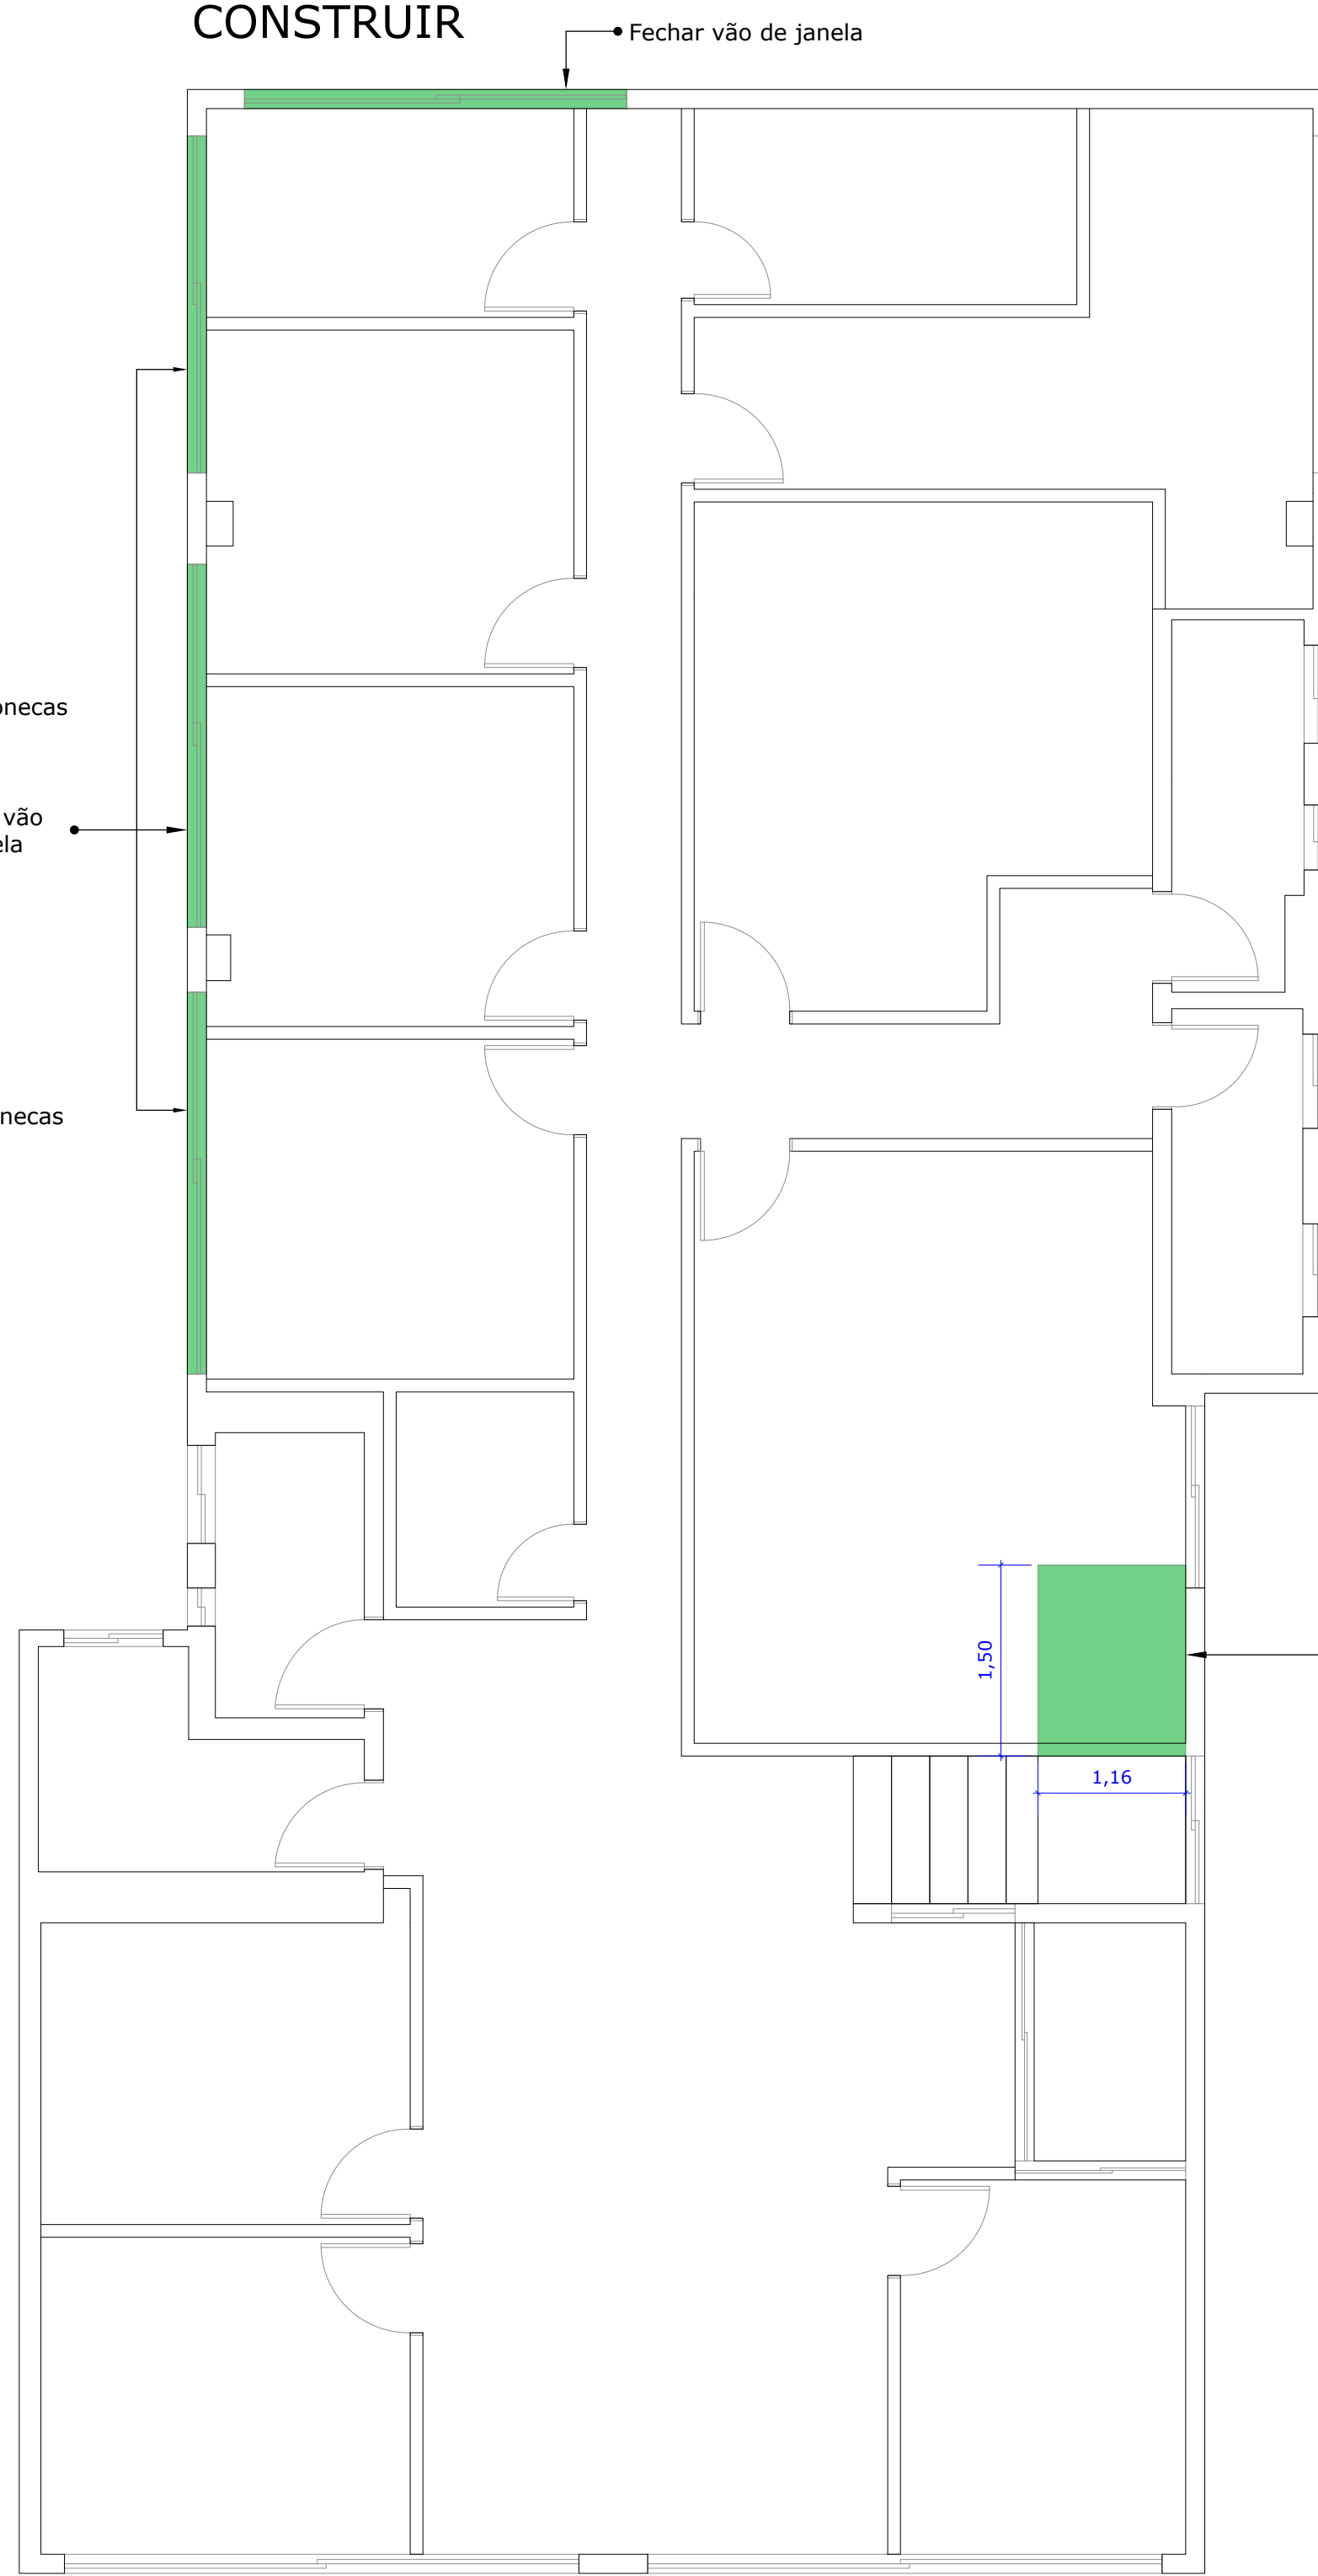 CONSTRUIR
Fechar vão de janela
onecas
vão
ela
necas
1,50
1,16